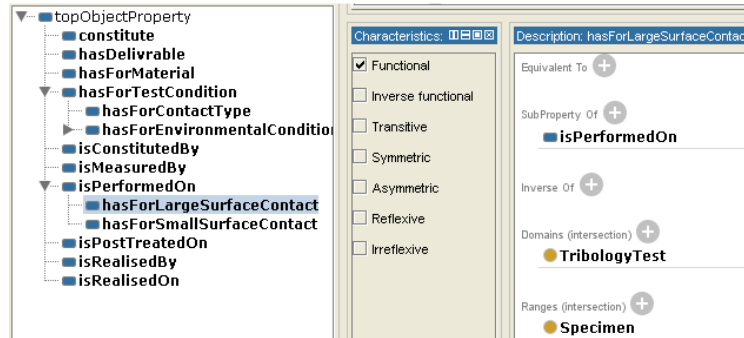 topObjectProperty
constitute
hasDelivrable
hasForMaterial
hasForTestCondition
hasForContactType
hasForEnvironmentalCondition
isConstitutedBy
isMeasuredBy
isPerformedOn
hasForLargeSurfaceContact
hasForSmallSurfaceContact
isPostTreatedOn
isRealisedBy
isRealisedOn
Characteristics:
Functional
Inverse functional
Transitive
Symmetric
Asymmetric
Reflexive
Irreflexive
Description: hasForLargeSurfaceContac
Equivalent To
SubProperty Of
isPerformedOn
Inverse Of
Domains (intersection)
TribologyTest
Ranges (intersection)
Specimen